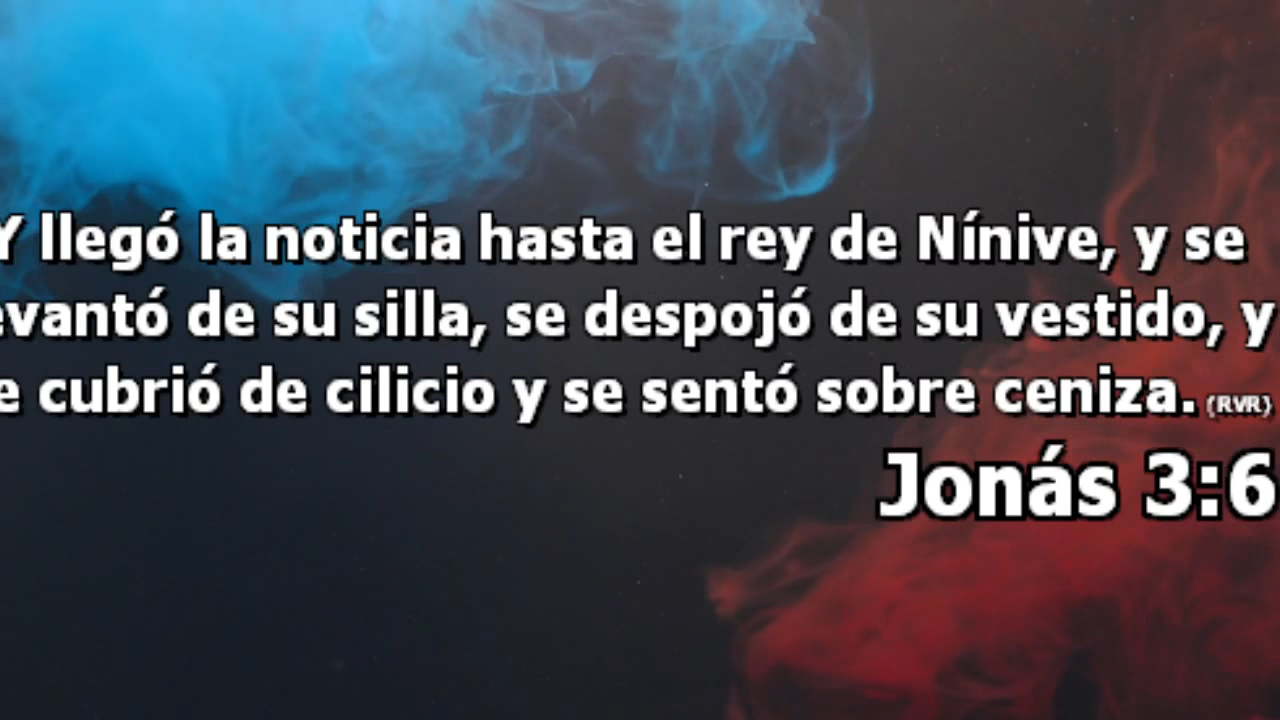 Y llegó la noticia hasta el rey de Nínive, y se
evantó de su silla, se despojó de su vestido, y
e cubrió de cilicio y se sentó sobre ceniza. (RVR)
Jonás 3:6